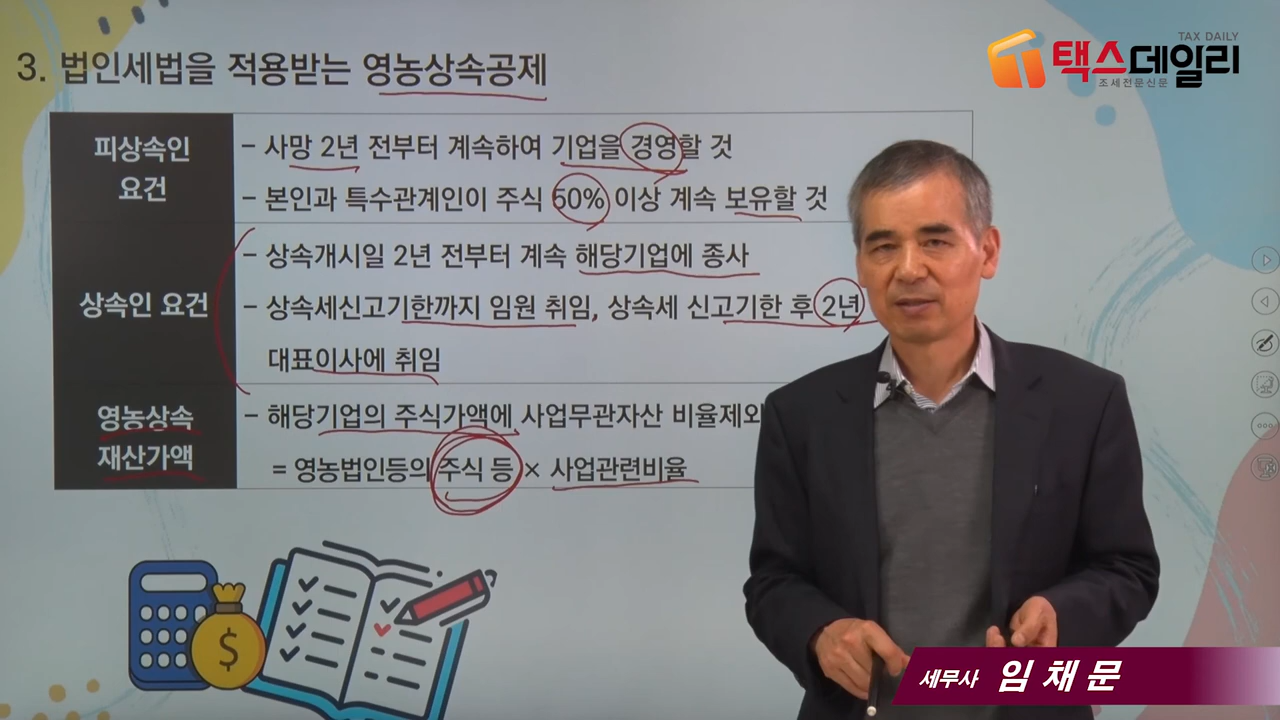 3. 법인세법을 적용받는 영농상속공제
TAX DAILY
택스데일리
조세전문신문
피상속인
요건
- 사망 2년 전부터 계속하여 기업을 경영할 것
- 본인과 특수관계인이 주식 50% 이상 계속 보유할 것
상속인 요건
- 상속개시일 2년 전부터 계속 해당기업에 종사
- 상속세신고기한까지 임원 취임, 상속세 신고기한 후 2년
대표이사에 취임
영농상속
재산가액
- 해당기업의 주식가액에 사업무관자산 비율제외
= 영농법인등의 주식 등 × 사업관련비율
$
세무사 임채문